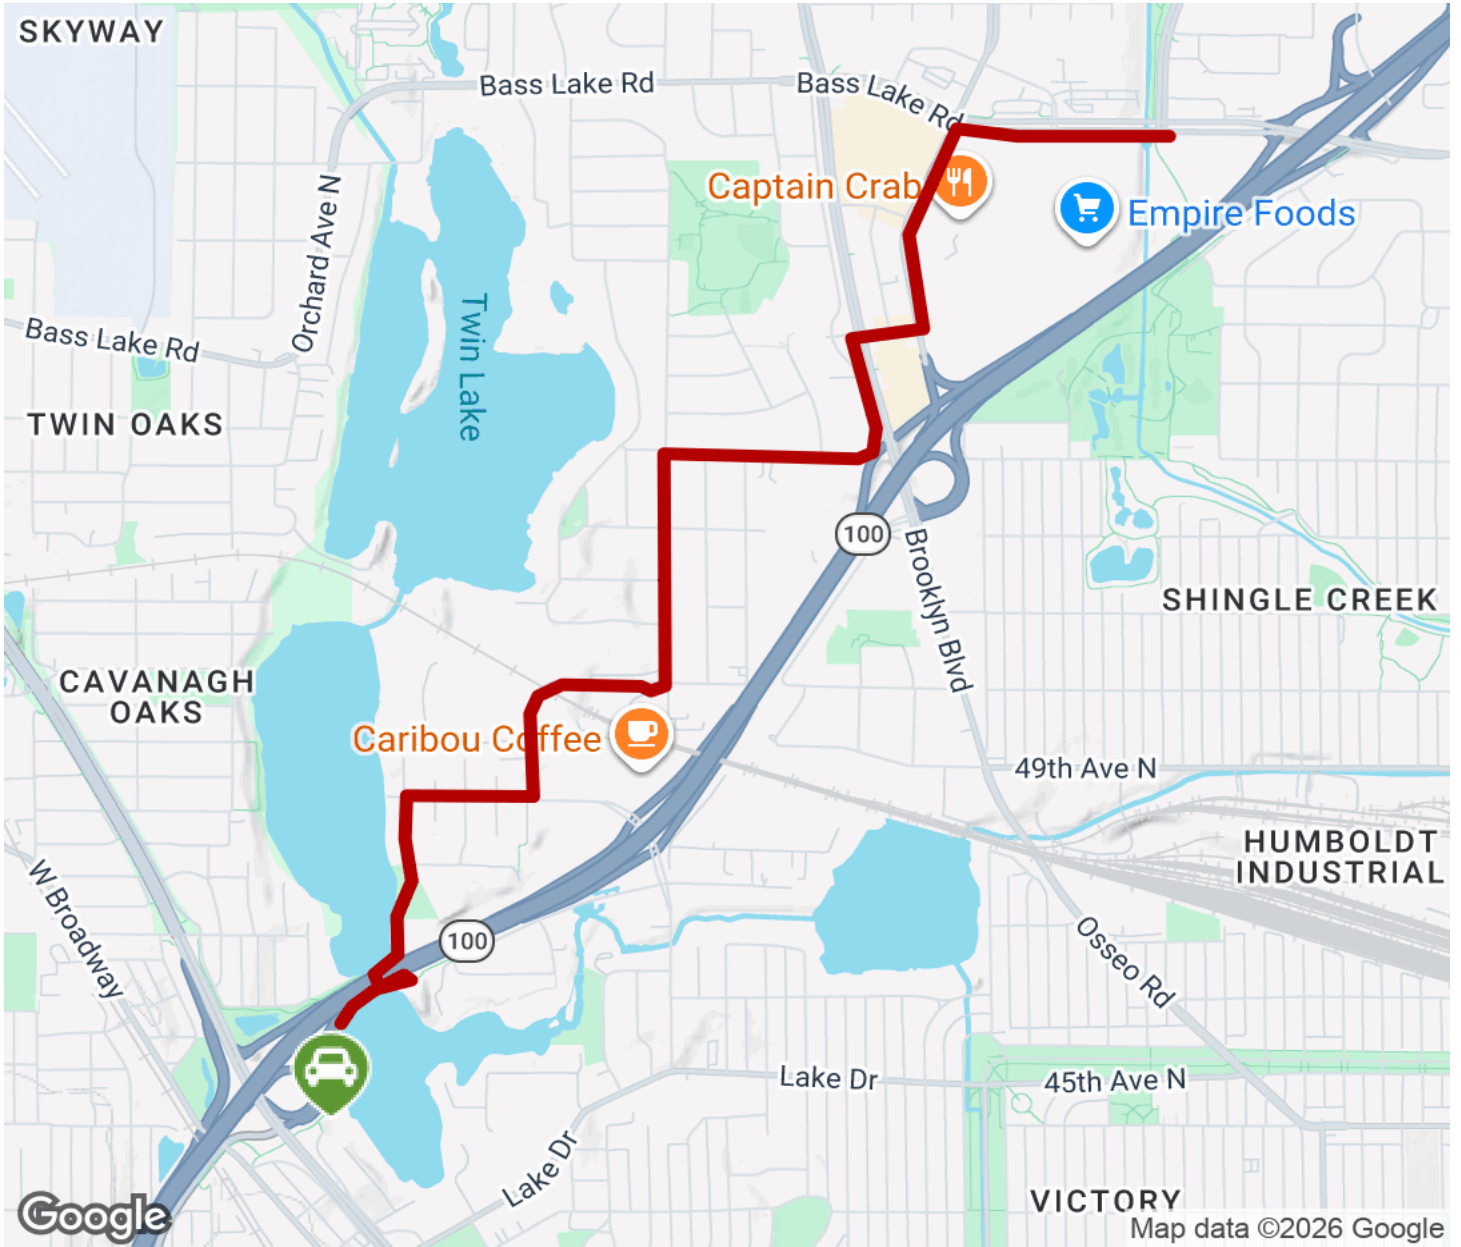 SKYWAY
Bass Lake Rd
Bass Lake Rd
Captain Crab
Empire Foods
Orchard Ave N
Bass Lake Rd
Twin Lake
TWIN OAKS
100
Brooklyn Blvd
SHINGLE CREEK
CAVANAGH
OAKS
Caribou Coffee
49th Ave N
HUMBOLDT
INDUSTRIAL
W Broadway
100
Osseo Rd
Lake Dr
45th Ave N
Lake Dr
VICTORY
Google
Map data ©2026 Google